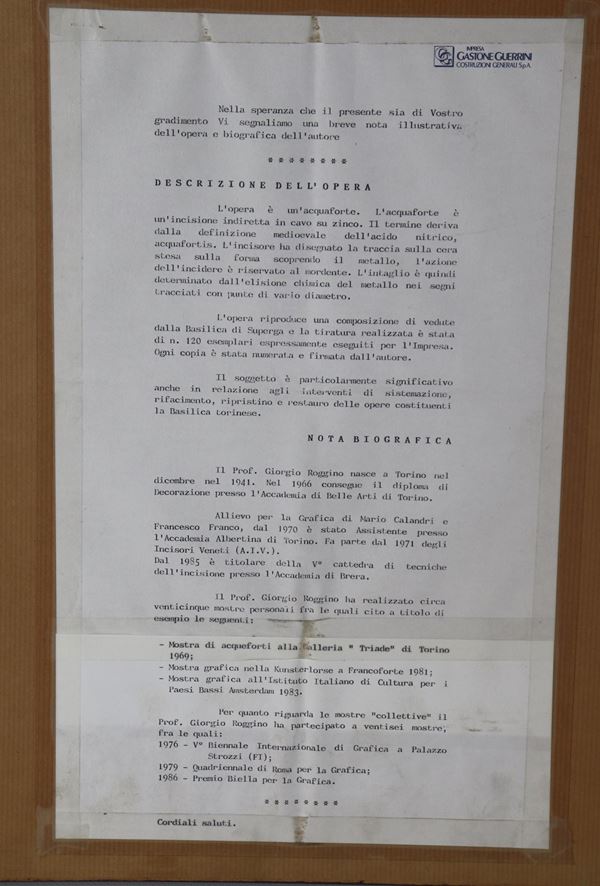 IMPRESA
GASTONE GUERRINI
COSTRUZIONI GENERALI S.p.A.
Nella speranza che il presente sia di Vostro
gradimento Vi segnaliamo una breve nota illustrativa
dell'opera e biografica dell'autore
* * * * * * * *
DESCRIZIONE DELL'OPERA
L'opera è un'acquaforte. L'acquaforte è
un'incisione indiretta in cavo su zinco. Il termine deriva
dalla definizione medioevale dell'acido nitrico,
acquafortis. L'incisore ha disegnato la traccia sulla cera
stesa sulla forma scoprendo il metallo, l'azione
dell'incidere è riservato al mordente. L'intaglio è quindi
determinato dall'elisione chimica del metallo nei segni
tracciati con punte di vario diametro.
L'opera riproduce una composizione di vedute
dalla Basilica di Superga e la tiratura realizzata è stata
di n. 120 esemplari espressamente eseguiti per l'Impresa.
Ogni copia è stata numerata e firmata dall'autore.
Il soggetto è particolarmente significativo
anche in relazione agli interventi di sistemazione,
rifacimento, ripristino e restauro delle opere costituenti
la Basilica torinese.
NOTA BIOGRAFICA
Il Prof. Giorgio Roggino nasce a Torino nel
dicembre nel 1941. Nel 1966 consegue il diploma di
Decorazione presso l'Accademia di Belle Arti di Torino.
Allievo per la Grafica di Mario Calandri e
Francesco Franco, dal 1970 è stato Assistente presso
l'Accademia Albertina di Torino. Fa parte dal 1971 degli
Incisori Veneti (A.I.V.).
Dal 1985 è titolare della V° cattedra di tecniche
dell'incisione presso l'Accademia di Brera.
Il Prof. Giorgio Roggino ha realizzato circa
venticinque mostre personali fra le quali cito a titolo di
esempio le seguenti:
- Mostra di acqueforti alla Galleria " Triade" di Torino
1969;
- Mostra grafica nella Kunsterlorse a Francoforte 1981;
- Mostra grafica all'Istituto Italiano di Cultura per i
Paesi Bassi Amsterdam 1983.
Per quanto riguarda le mostre "collettive" il
Prof. Giorgio Roggino ha partecipato a ventisei mostre,
fra le quali:
1976 - V° Biennale Internazionale di Grafica a Palazzo
Strozzi (FI);
1979 - Quadriennale di Roma per la Grafica;
1986 - Premio Biella per la Grafica.
* * * * * * * *
Cordiali saluti.